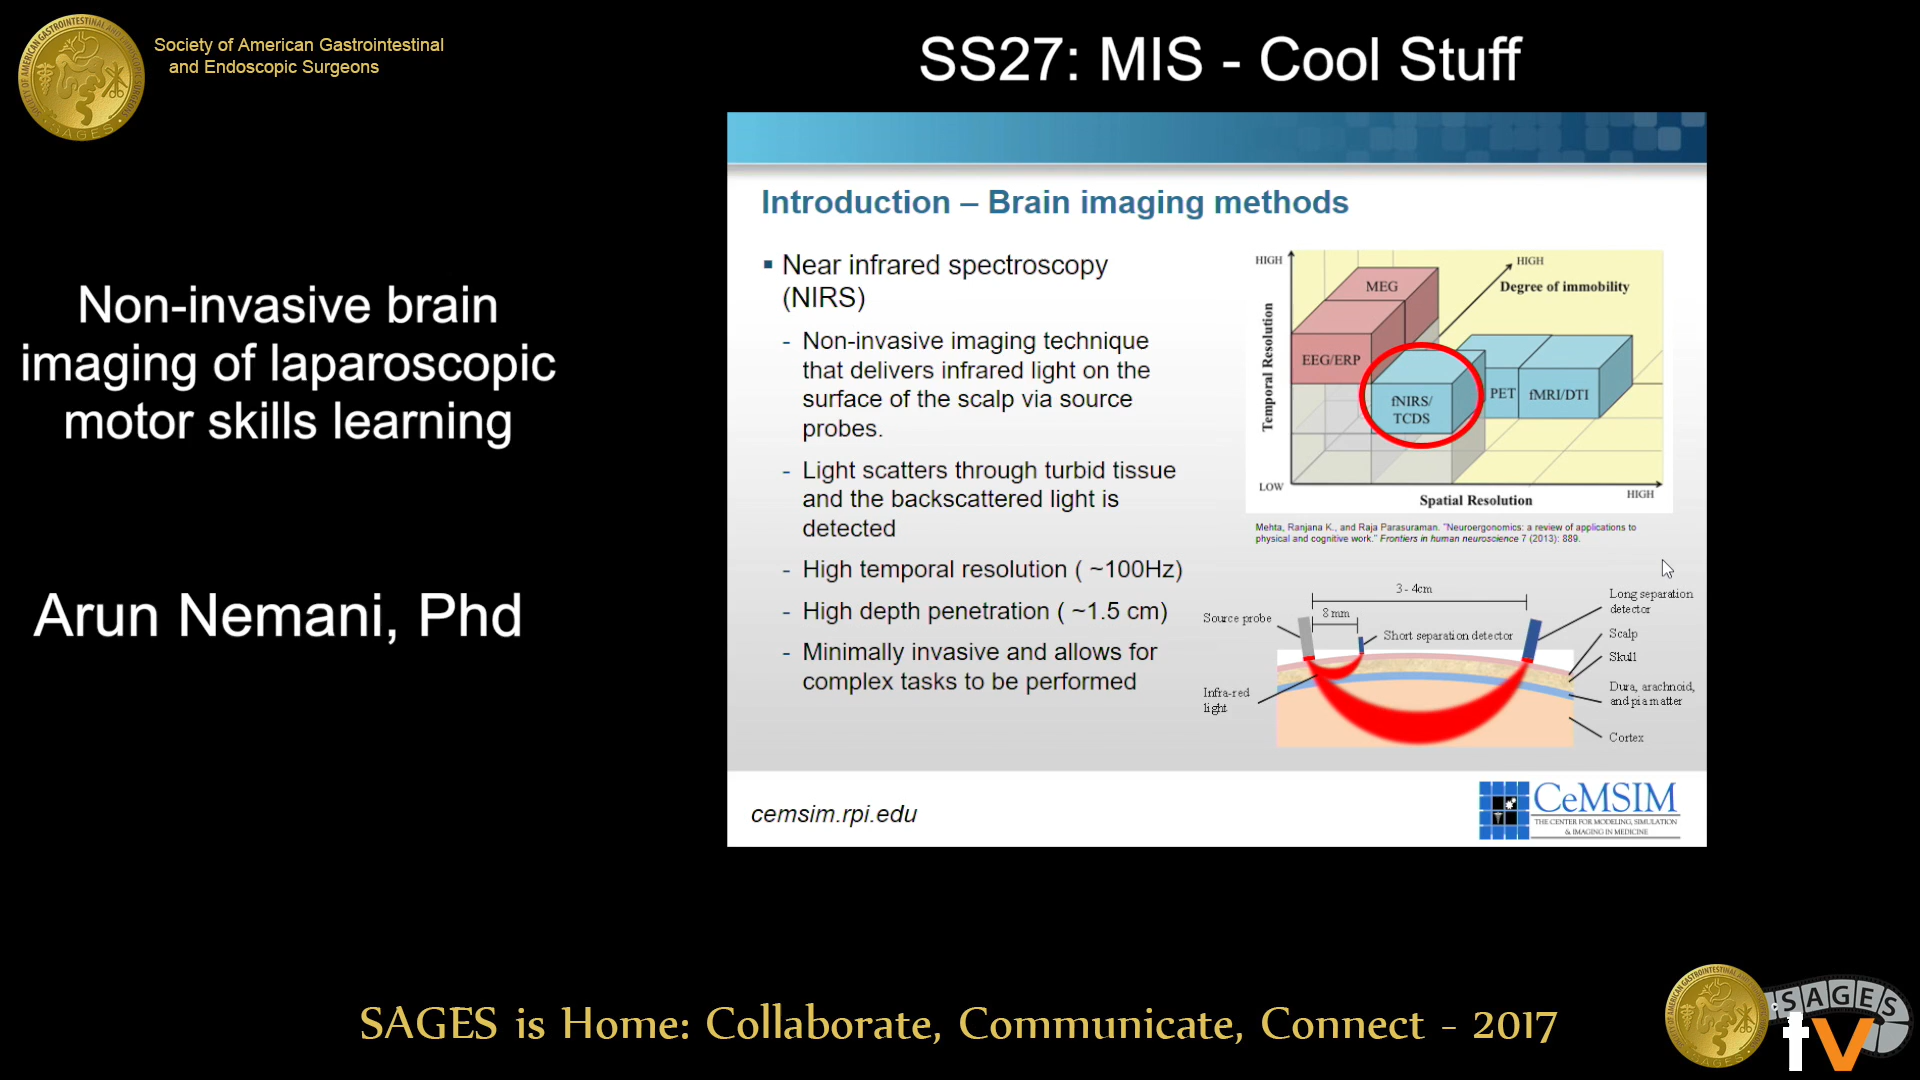 Society of American Gastrointestinal
and Endoscopic Surgeons
SS27: MIS - Cool Stuff
Non-invasive brain
imaging of laparoscopic
motor skills learning
Arun Nemani, Phd
Introduction – Brain imaging methods
▪ Near infrared spectroscopy
(NIRS)
- Non-invasive imaging technique
that delivers infrared light on the
surface of the scalp via source
probes.
- Light scatters through turbid tissue
and the backscattered light is
detected
- High temporal resolution ( ~100Hz)
- High depth penetration ( ~1.5 cm)
- Minimally invasive and allows for
complex tasks to be performed
HIGH
HIGH
Degree of immobility
MEG
EEG/ERP
fNIRS/
TCDS
PET
fMRI/DTI
Temporal Resolution
LOW
HIGH
Spatial Resolution
Mehta, Ranjana K., and Raja Parasuraman. "Neuroergonomics: a review of applications to
physical and cognitive work." Frontiers in human neuroscience 7 (2013): 889.
3 - 4cm
8 mm
Source probe
Short separation detector
Long separation
detector
Scalp
Skull
Infra-red
light
Dura, arachnoid,
and pia matter
Cortex
cemsim.rpi.edu
CeMSIM
THE CENTER FOR MODELING, SIMULATION
& IMAGING IN MEDICINE
SAGES is Home: Collaborate, Communicate, Connect - 2017
SAGES
tV